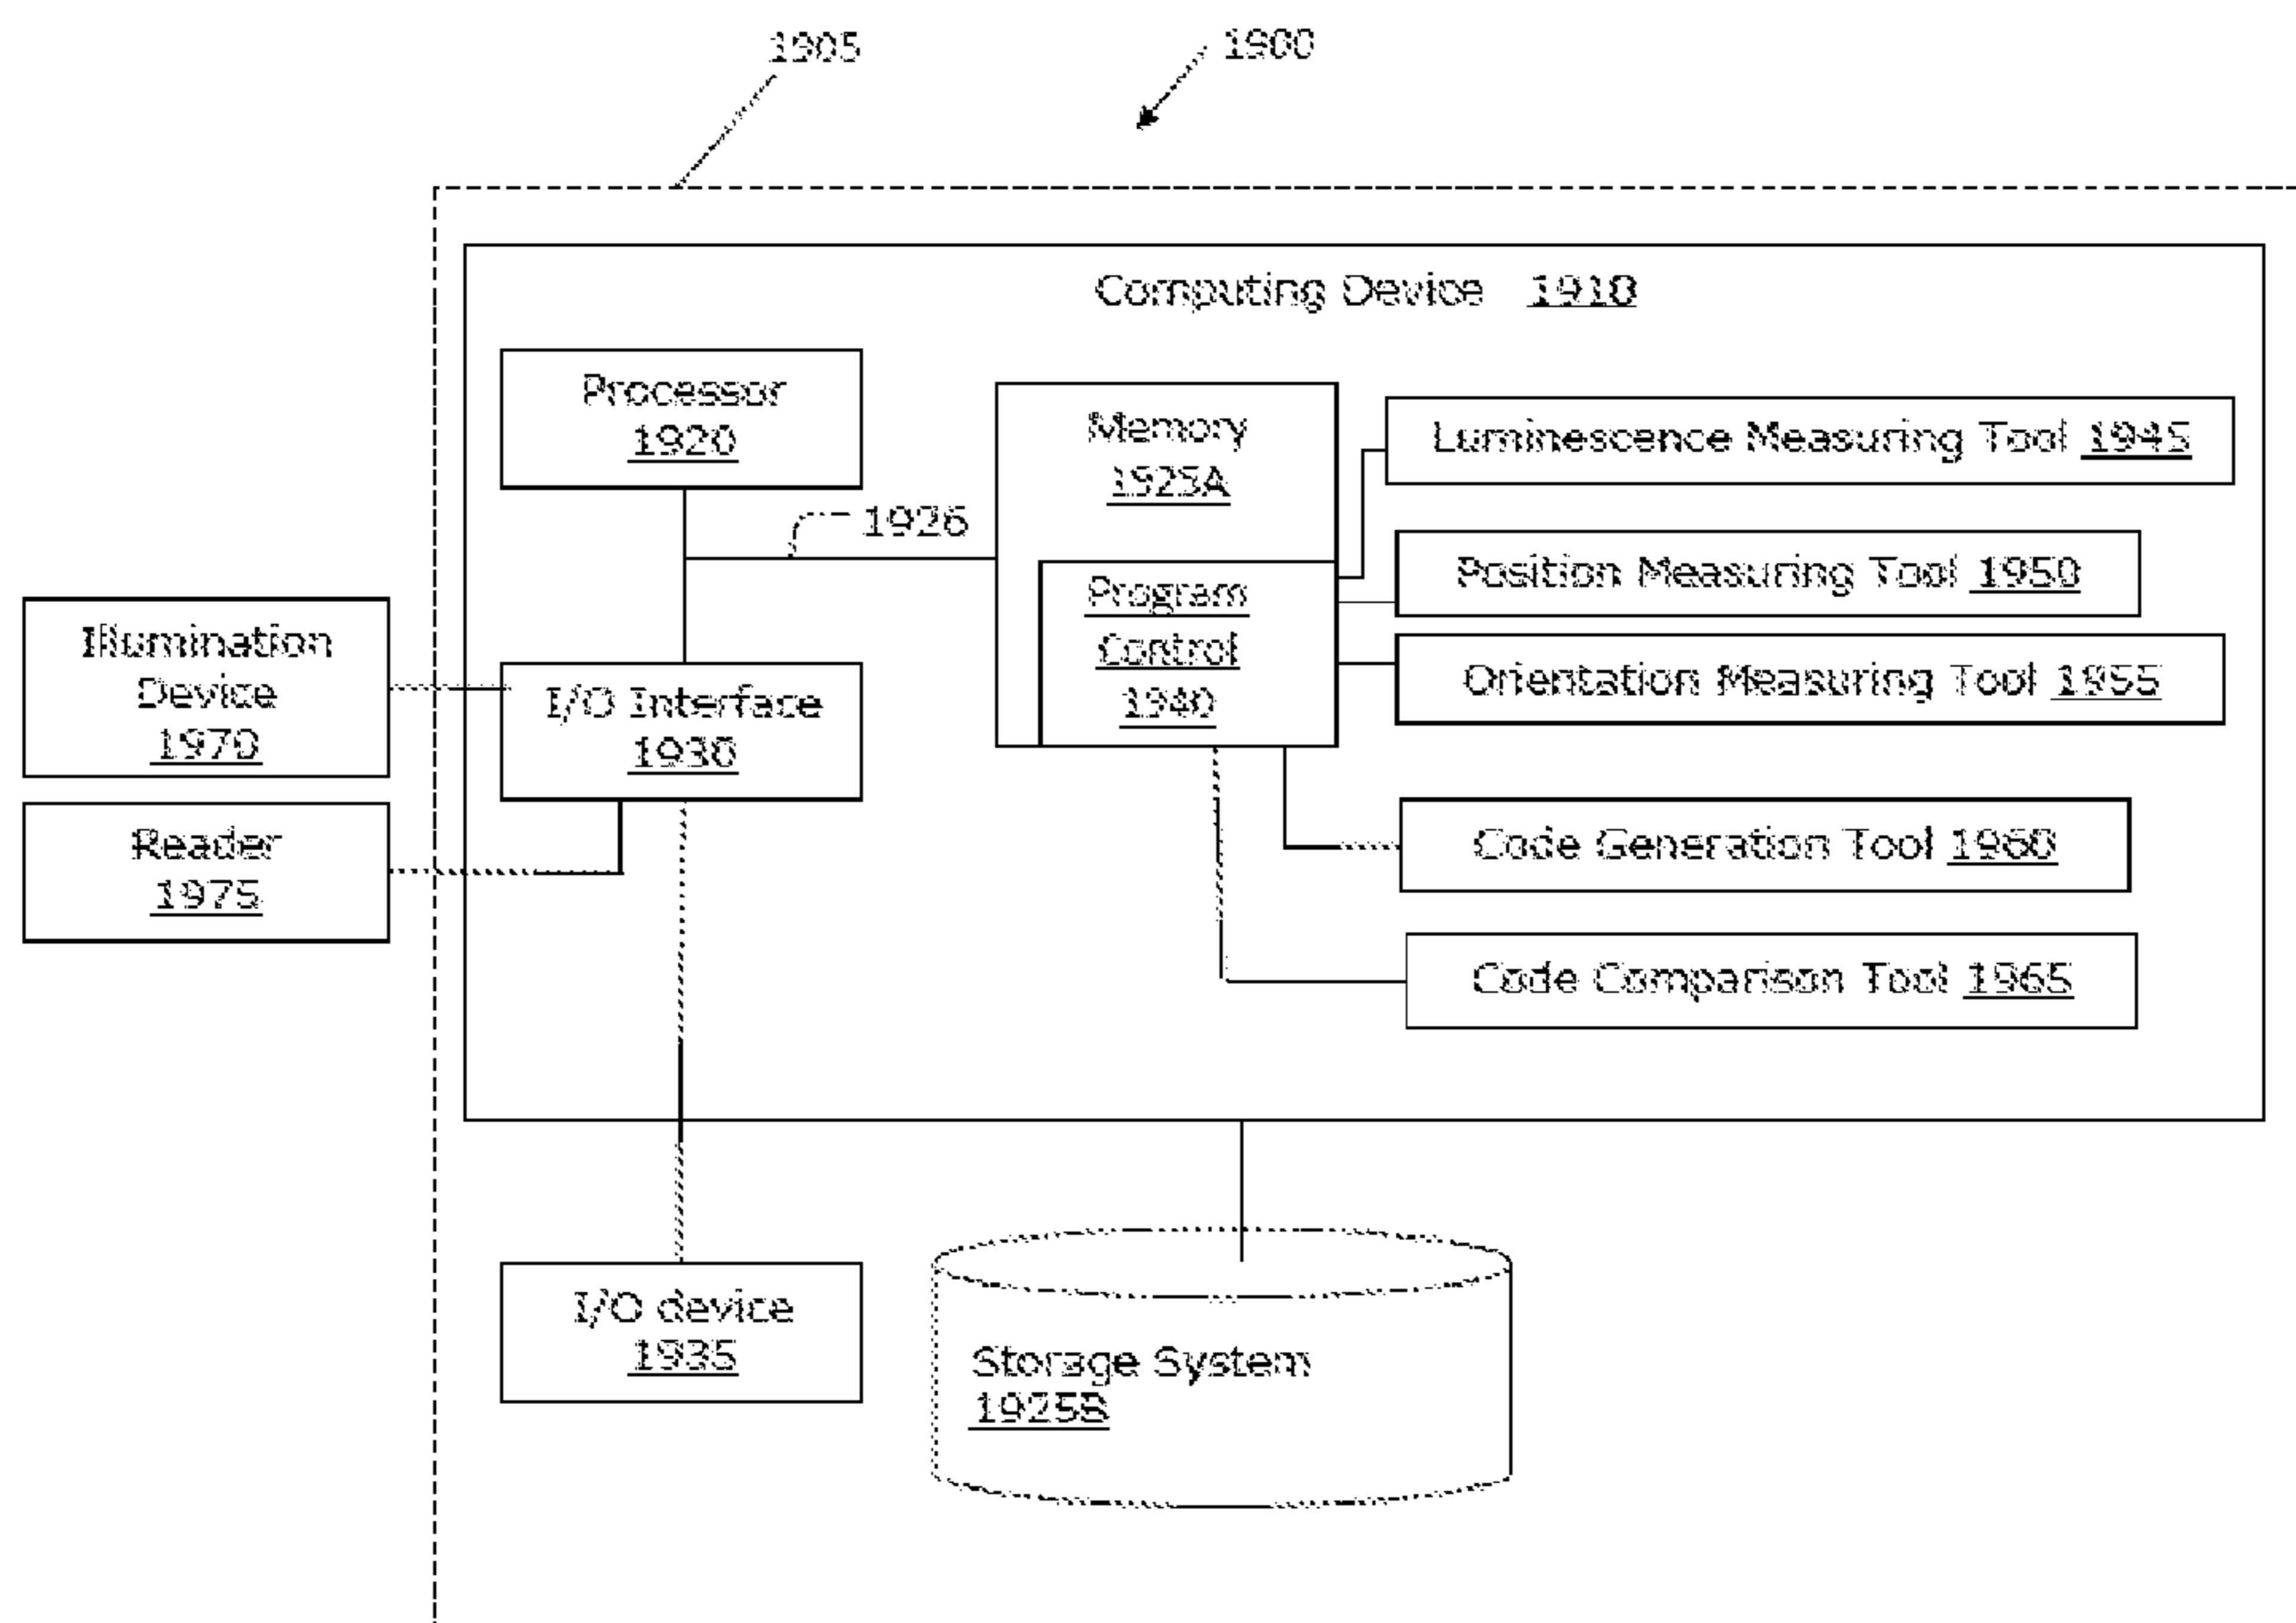 1905
1900
Computing Device 1910
Processor
1920
Memory
1925A
1926
Luminescence Measuring Tool 1945
Position Measuring Tool 1950
Program
Control
1940
Orientation Measuring Tool 1955
Illumination
Device
1970
I/O Interface
1930
Reader
1975
Code Generation Tool 1960
Code Comparison Tool 1965
I/O device
1935
Storage System
1925B